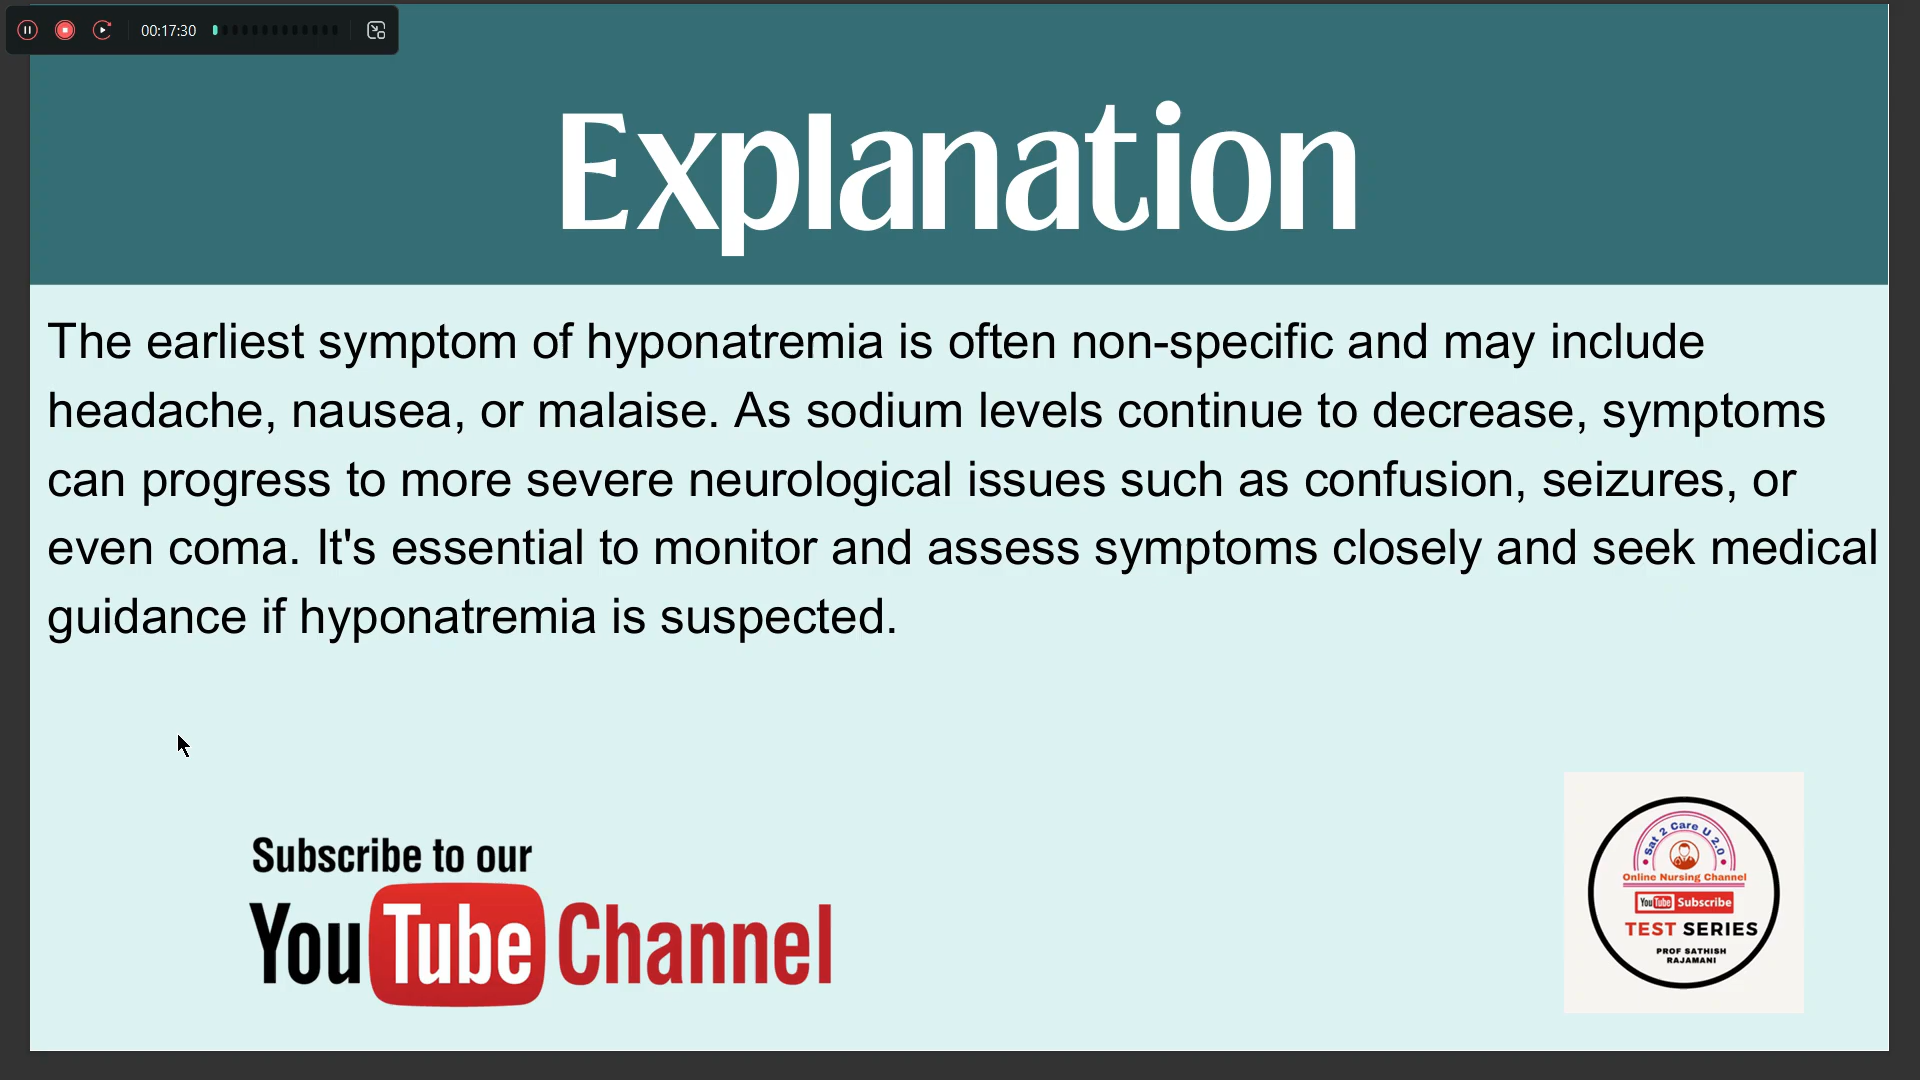 00:17:30
Explanation
The earliest symptom of hyponatremia is often non-specific and may include
headache, nausea, or malaise. As sodium levels continue to decrease, symptoms
can progress to more severe neurological issues such as confusion, seizures, or
even coma. It's essential to monitor and assess symptoms closely and seek medical
guidance if hyponatremia is suspected.
Subscribe to our
YouTube Channel
Sat 2 Care U 2.0
Online Nursing Channel
YouTube Subscribe
TEST SERIES
PROF SATHISH
RAJAMANI